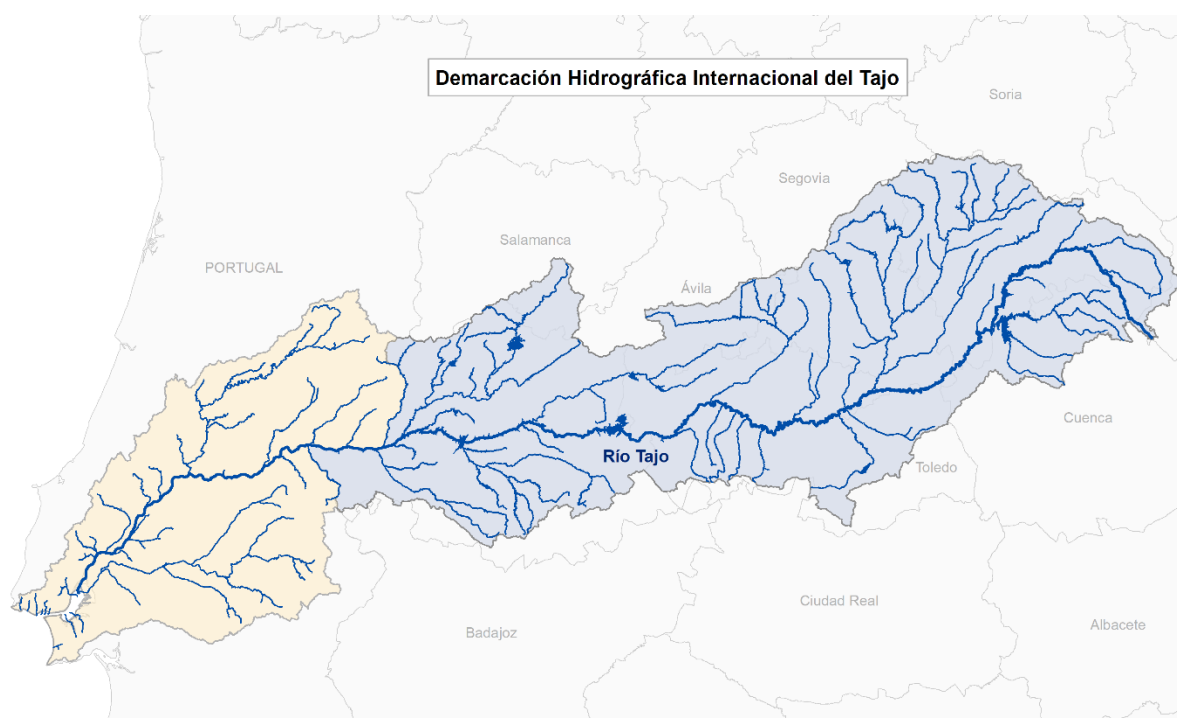 Demarcación Hidrográfica Internacional del Tajo
Soria
Segovia
Salamanca
PORTUGAL
Ávila
Cuenca
Río Tajo
Toledo
Ciudad Real
Albacete
Badajoz